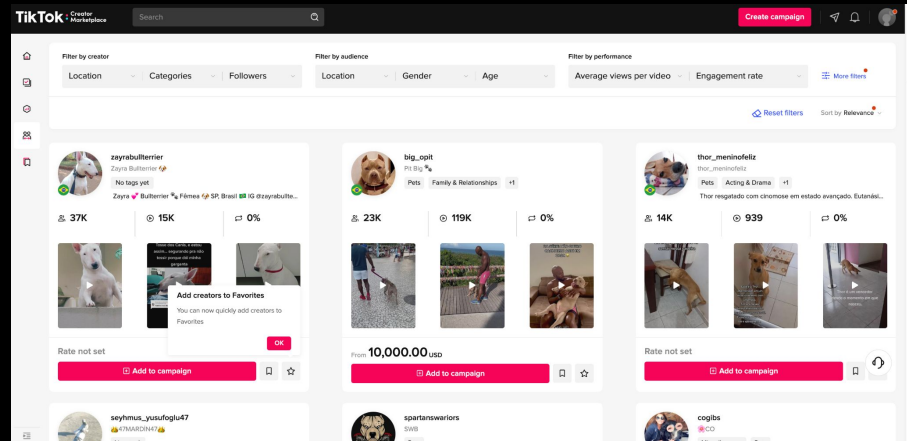 TikTok: Creator Marketplace
Search
Create campaign
Filter by creator
Location
Categories
Followers
Filter by audience
Location
Gender
Age
Filter by performance
Average views per video
Engagement rate
More filters
Reset filters
Sort by Relevance
zayrabullterrier
Zayra Bullterrier
No tags yet
Zayra 💕 Bullterrier 🐾 Fêmea 🐶 SP, Brasil 🇧🇷 IG @zayrabullte...
37K
15K
0%
Add creators to Favorites
You can now quickly add creators to
Favorites
OK
Rate not set
Add to campaign
big_opit
Pit Big 🐾
Pets
Family & Relationships
+1
23K
119K
0%
From 10,000.00 USD
Add to campaign
thor_meninofeliz
thor_meninofeliz
Pets
Acting & Drama
+1
Thor resgatado com cinomose em estado avançado. Eutanási...
14K
939
0%
Rate not set
Add to campaign
seyhmus_yusufoglu47
47MARDİN47
spartanswariors
SWB
cogibs
CO